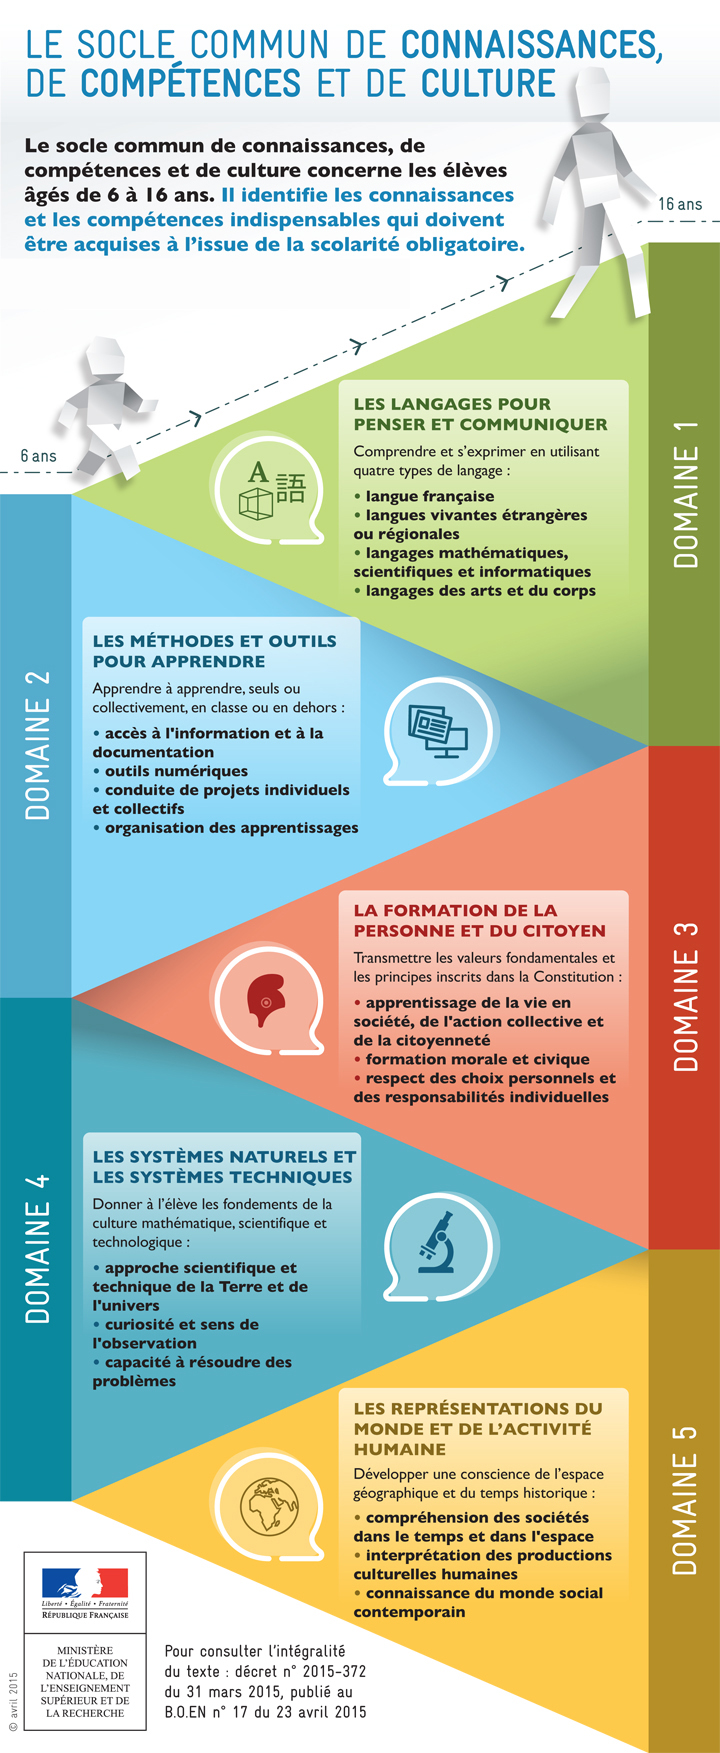 LE SOCLE COMMUN DE CONNAISSANCES,
DE COMPÉTENCES ET DE CULTURE
Le socle commun de connaissances, de
compétences et de culture concerne les élèves
âgés de 6 à 16 ans. Il identifie les connaissances
et les compétences indispensables qui doivent
être acquises à l'issue de la scolarité obligatoire.
16 ans
6 ans
DOMAINE 1
LES LANGAGES POUR
PENSER ET COMMUNIQUER
Comprendre et s'exprimer en utilisant
quatre types de langage :
• langue française
• langues vivantes étrangères
ou régionales
• langages mathématiques,
scientifiques et informatiques
• langages des arts et du corps
A 語
DOMAINE 2
LES MÉTHODES ET OUTILS
POUR APPRENDRE
Apprendre à apprendre, seuls ou
collectivement, en classe ou en dehors :
• accès à l'information et à la
documentation
• outils numériques
• conduite de projets individuels
et collectifs
• organisation des apprentissages
DOMAINE 3
LA FORMATION DE LA
PERSONNE ET DU CITOYEN
Transmettre les valeurs fondamentales et
les principes inscrits dans la Constitution :
• apprentissage de la vie en
société, de l'action collective et
de la citoyenneté
• formation morale et civique
• respect des choix personnels et
des responsabilités individuelles
DOMAINE 4
LES SYSTÈMES NATURELS ET
LES SYSTÈMES TECHNIQUES
Donner à l'élève les fondements de la
culture mathématique, scientifique et
technologique :
• approche scientifique et
technique de la Terre et de
l'univers
• curiosité et sens de
l'observation
• capacité à résoudre des
problèmes
DOMAINE 5
LES REPRÉSENTATIONS DU
MONDE ET DE L'ACTIVITÉ
HUMAINE
Développer une conscience de l'espace
géographique et du temps historique :
• compréhension des sociétés
dans le temps et dans l'espace
• interprétation des productions
culturelles humaines
• connaissance du monde social
contemporain
Liberté • Égalité • Fraternité
RÉPUBLIQUE FRANÇAISE
MINISTÈRE
DE L'ÉDUCATION
NATIONALE, DE
L'ENSEIGNEMENT
SUPÉRIEUR ET DE
LA RECHERCHE
© avril 2015
Pour consulter l'intégralité
du texte : décret n° 2015-372
du 31 mars 2015, publié au
B.O.EN n° 17 du 23 avril 2015